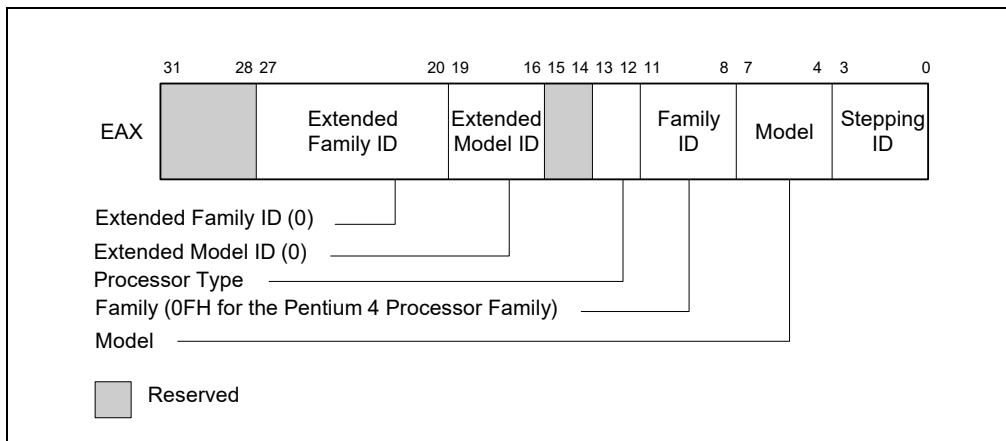 31 28 27 20 19 16 15 14 13 12 11 8 7 4 3 0
EAX
Extended
Family ID
Extended
Model ID
Family
ID
Model
Stepping
ID
Extended Family ID (0)
Extended Model ID (0)
Processor Type
Family (0FH for the Pentium 4 Processor Family)
Model
Reserved